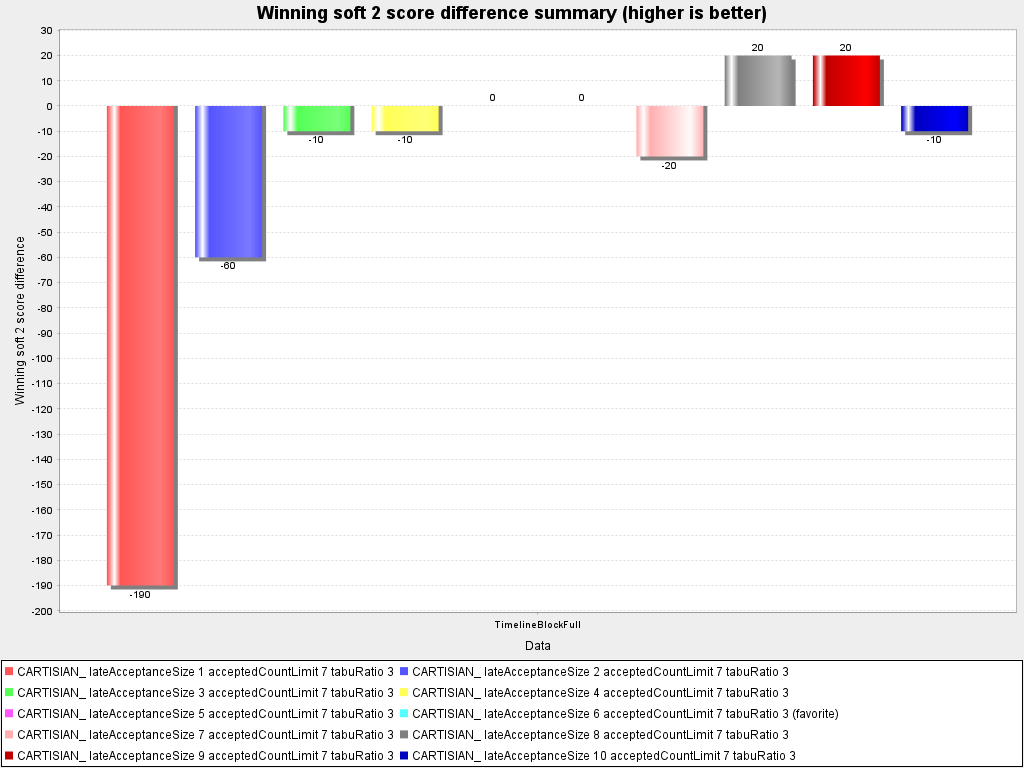 Winning soft 2 score difference summary (higher is better)
30
20
10
0
-10
-20
-30
-40
-50
-60
-70
-80
-90
-100
-110
-120
-130
-140
-150
-160
-170
-180
-190
-200
Winning soft 2 score difference
-190
-60
-10
-10
0
0
-20
20
20
-10
TimelineBlockFull
Data
CARTISIAN_ lateAcceptanceSize 1 acceptedCountLimit 7 tabuRatio 3
CARTISIAN_ lateAcceptanceSize 2 acceptedCountLimit 7 tabuRatio 3
CARTISIAN_ lateAcceptanceSize 3 acceptedCountLimit 7 tabuRatio 3
CARTISIAN_ lateAcceptanceSize 4 acceptedCountLimit 7 tabuRatio 3
CARTISIAN_ lateAcceptanceSize 5 acceptedCountLimit 7 tabuRatio 3
CARTISIAN_ lateAcceptanceSize 6 acceptedCountLimit 7 tabuRatio 3 (favorite)
CARTISIAN_ lateAcceptanceSize 7 acceptedCountLimit 7 tabuRatio 3
CARTISIAN_ lateAcceptanceSize 8 acceptedCountLimit 7 tabuRatio 3
CARTISIAN_ lateAcceptanceSize 9 acceptedCountLimit 7 tabuRatio 3
CARTISIAN_ lateAcceptanceSize 10 acceptedCountLimit 7 tabuRatio 3